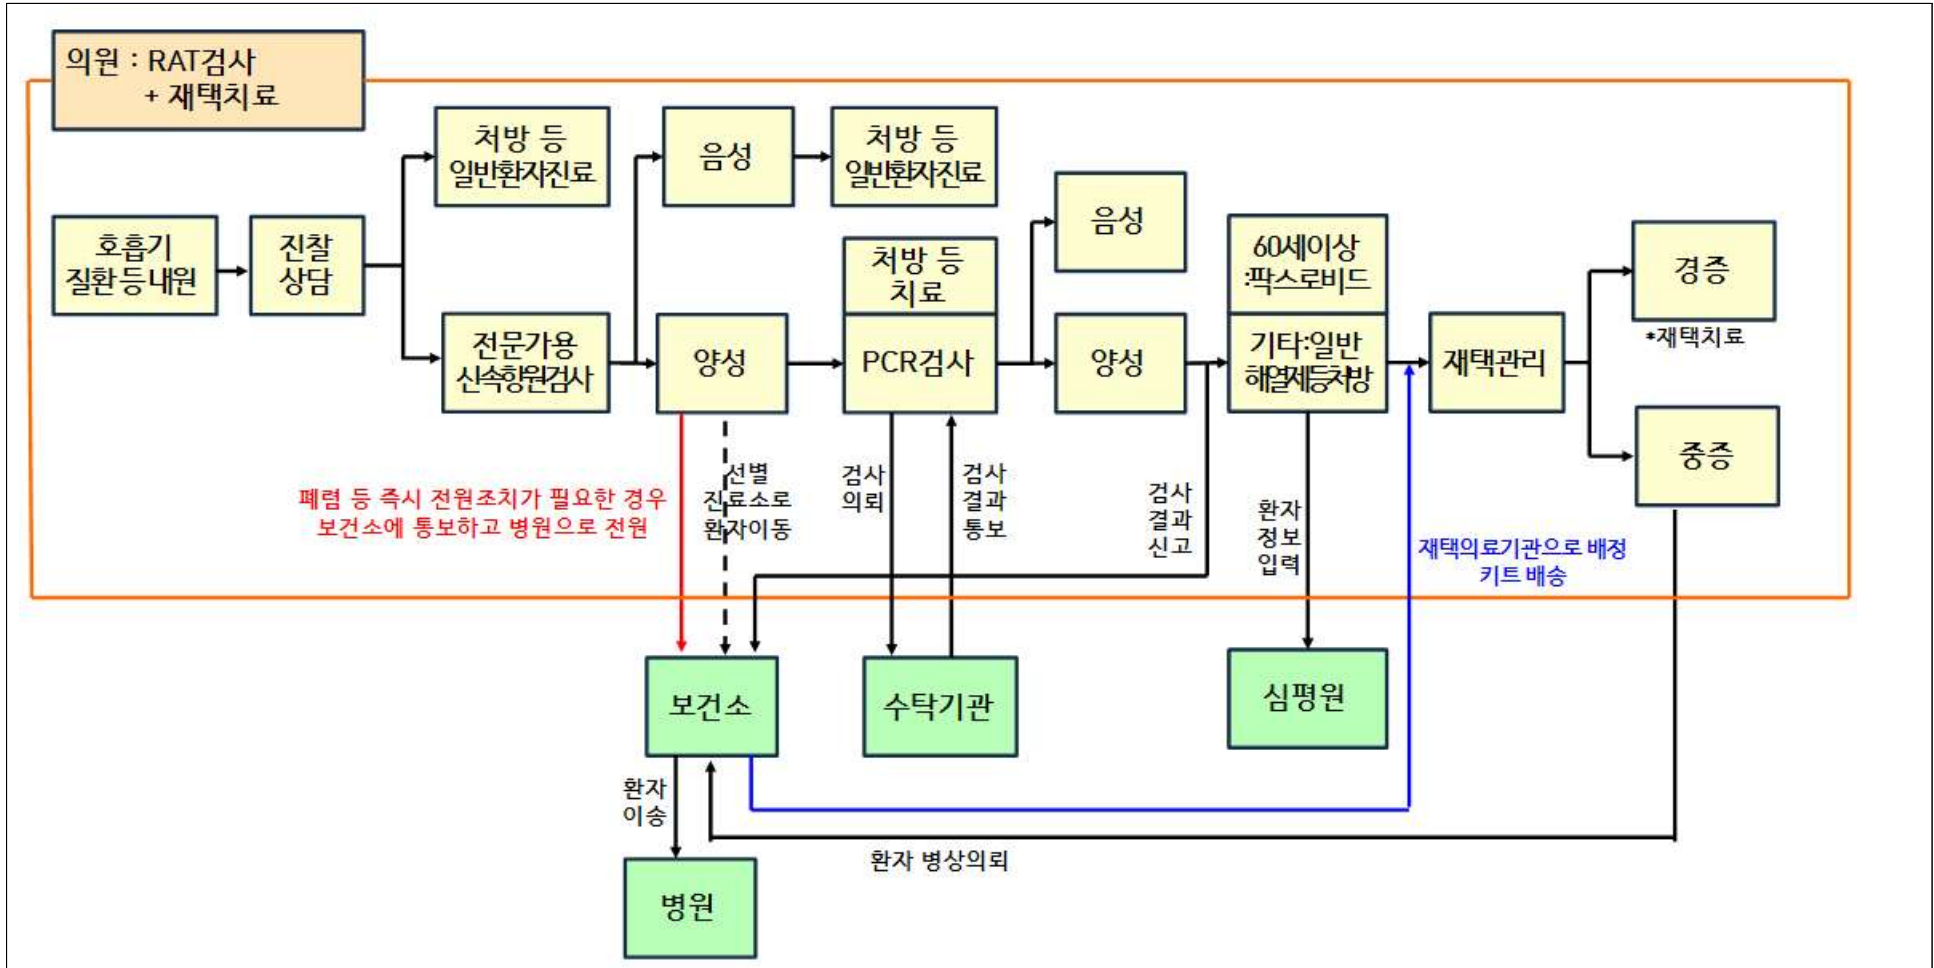 의원 : RAT검사
+ 재택치료
호흡기
질환등내원
진찰
상담
처방 등
일반환자진료
전문가용
신속항원검사
음성
처방 등
일반환자진료
양성
처방 등
치료
PCR검사
음성
양성
60세이상
:팍스로비드
기타:일반
해열제등처방
재택관리
경증
*재택치료
중증
폐렴 등 즉시 전원조치가 필요한 경우
보건소에 통보하고 병원으로 전원
선별
진료소로
환자이동
검사
의뢰
검사
결과
통보
검사
결과
신고
환자
정보
입력
재택의료기관으로 배정
키트 배송
보건소
수탁기관
심평원
환자
이송
환자 병상의뢰
병원